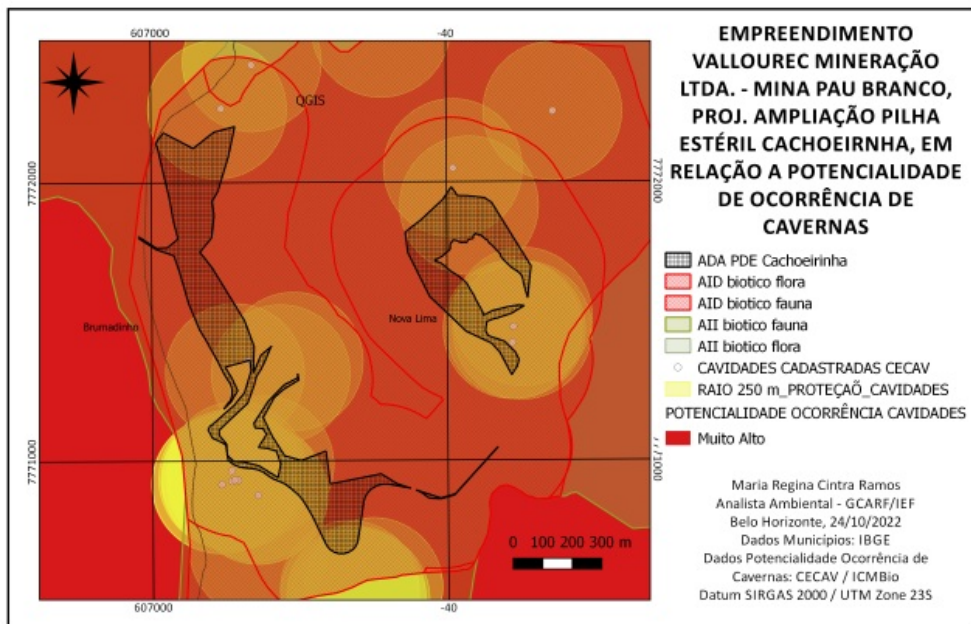 607000
-40
EMPREENDIMENTO
VALLOUREC MINERAÇÃO
LTDA. - MINA PAU BRANCO,
PROJ. AMPLIAÇÃO PILHA
ESTÉRIL CACHOEIRNHA, EM
RELAÇÃO A POTENCIALIDADE
DE OCORRÊNCIA DE
CAVERNAS
QGIS
7772000
7772000
Brumadinho
Nova Lima
ADA PDE Cachoeirinha
AID biotico flora
AID biotico fauna
AII biotico fauna
AII biotico flora
CAVIDADES CADASTRADAS CECAV
RAIO 250 m_PROTEÇAÕ_CAVIDADES
POTENCIALIDADE OCORRÊNCIA CAVIDADES
Muito Alto
7771000
7771000
Maria Regina Cintra Ramos
Analista Ambiental - GCARF/IEF
Belo Horizonte, 24/10/2022
Dados Municípios: IBGE
Dados Potencialidade Ocorrência de
Cavernas: CECAV / ICMBio
Datum SIRGAS 2000 / UTM Zone 23S
0 100 200 300 m
607000
-40